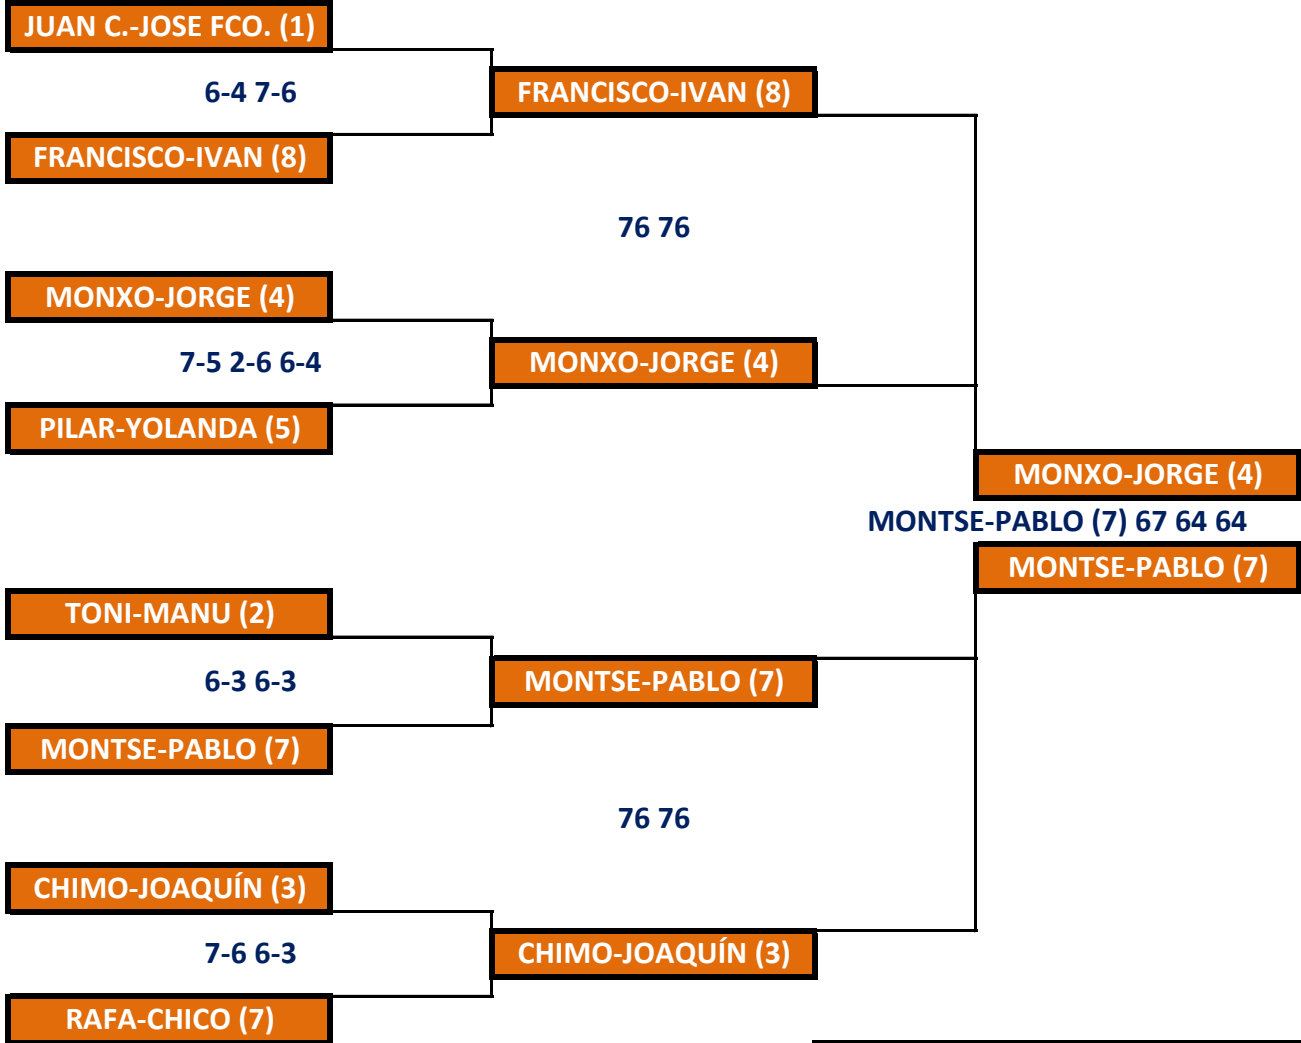 JUAN C.-JOSE FCO. (1)
6-4 7-6
FRANCISCO-IVAN (8)
FRANCISCO-IVAN (8)
76 76
MONXO-JORGE (4)
7-5 2-6 6-4
MONXO-JORGE (4)
PILAR-YOLANDA (5)
MONXO-JORGE (4)
MONTSE-PABLO (7) 67 64 64
MONTSE-PABLO (7)
TONI-MANU (2)
6-3 6-3
MONTSE-PABLO (7)
MONTSE-PABLO (7)
76 76
CHIMO-JOAQUÍN (3)
7-6 6-3
CHIMO-JOAQUÍN (3)
RAFA-CHICO (7)